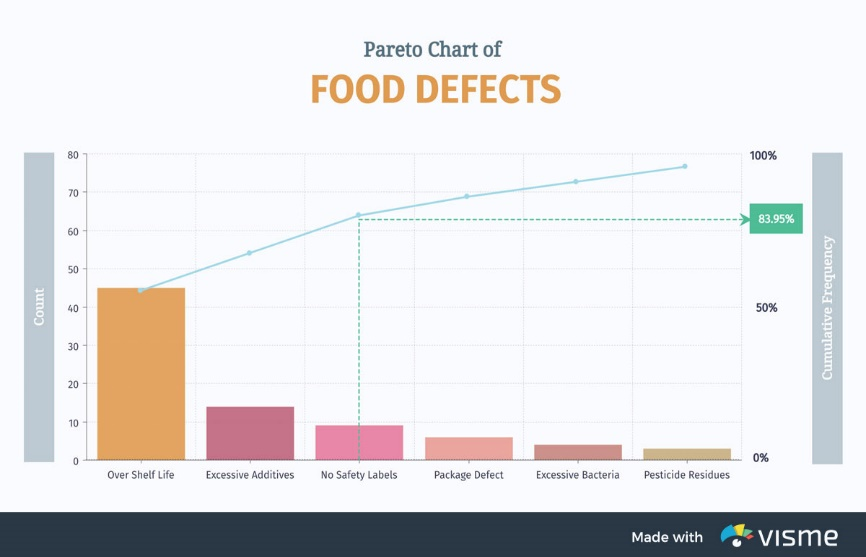 Pareto Chart of
FOOD DEFECTS
Count
80
70
60
50
40
30
20
10
0
100%
83.95%
50%
0%
Cumulative Frequency
Over Shelf Life Excessive Additives No Safety Labels Package Defect Excessive Bacteria Pesticide Residues
Made with visme